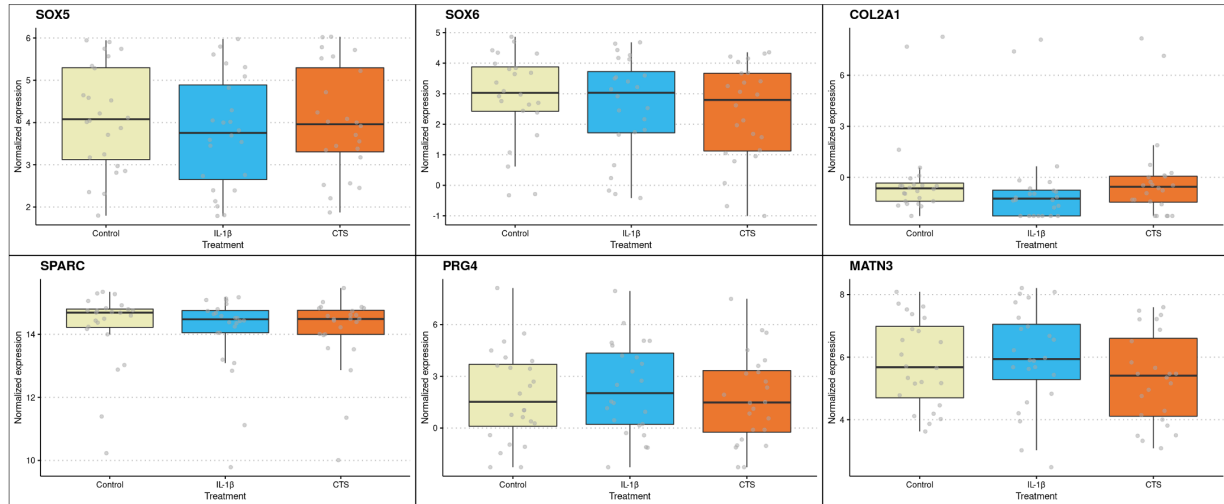 SOX5
Normalized expression
6
5
4
3
2
Control
IL-1β
CTS
Treatment
SOX6
Normalized expression
5
4
3
2
1
0
-1
Control
IL-1β
CTS
Treatment
COL2A1
Normalized expression
6
3
0
Control
IL-1β
CTS
Treatment
SPARC
Normalized expression
14
12
10
Control
IL-1β
CTS
Treatment
PRG4
Normalized expression
6
3
0
Control
IL-1β
CTS
Treatment
MATN3
Normalized expression
8
6
4
Control
IL-1β
CTS
Treatment